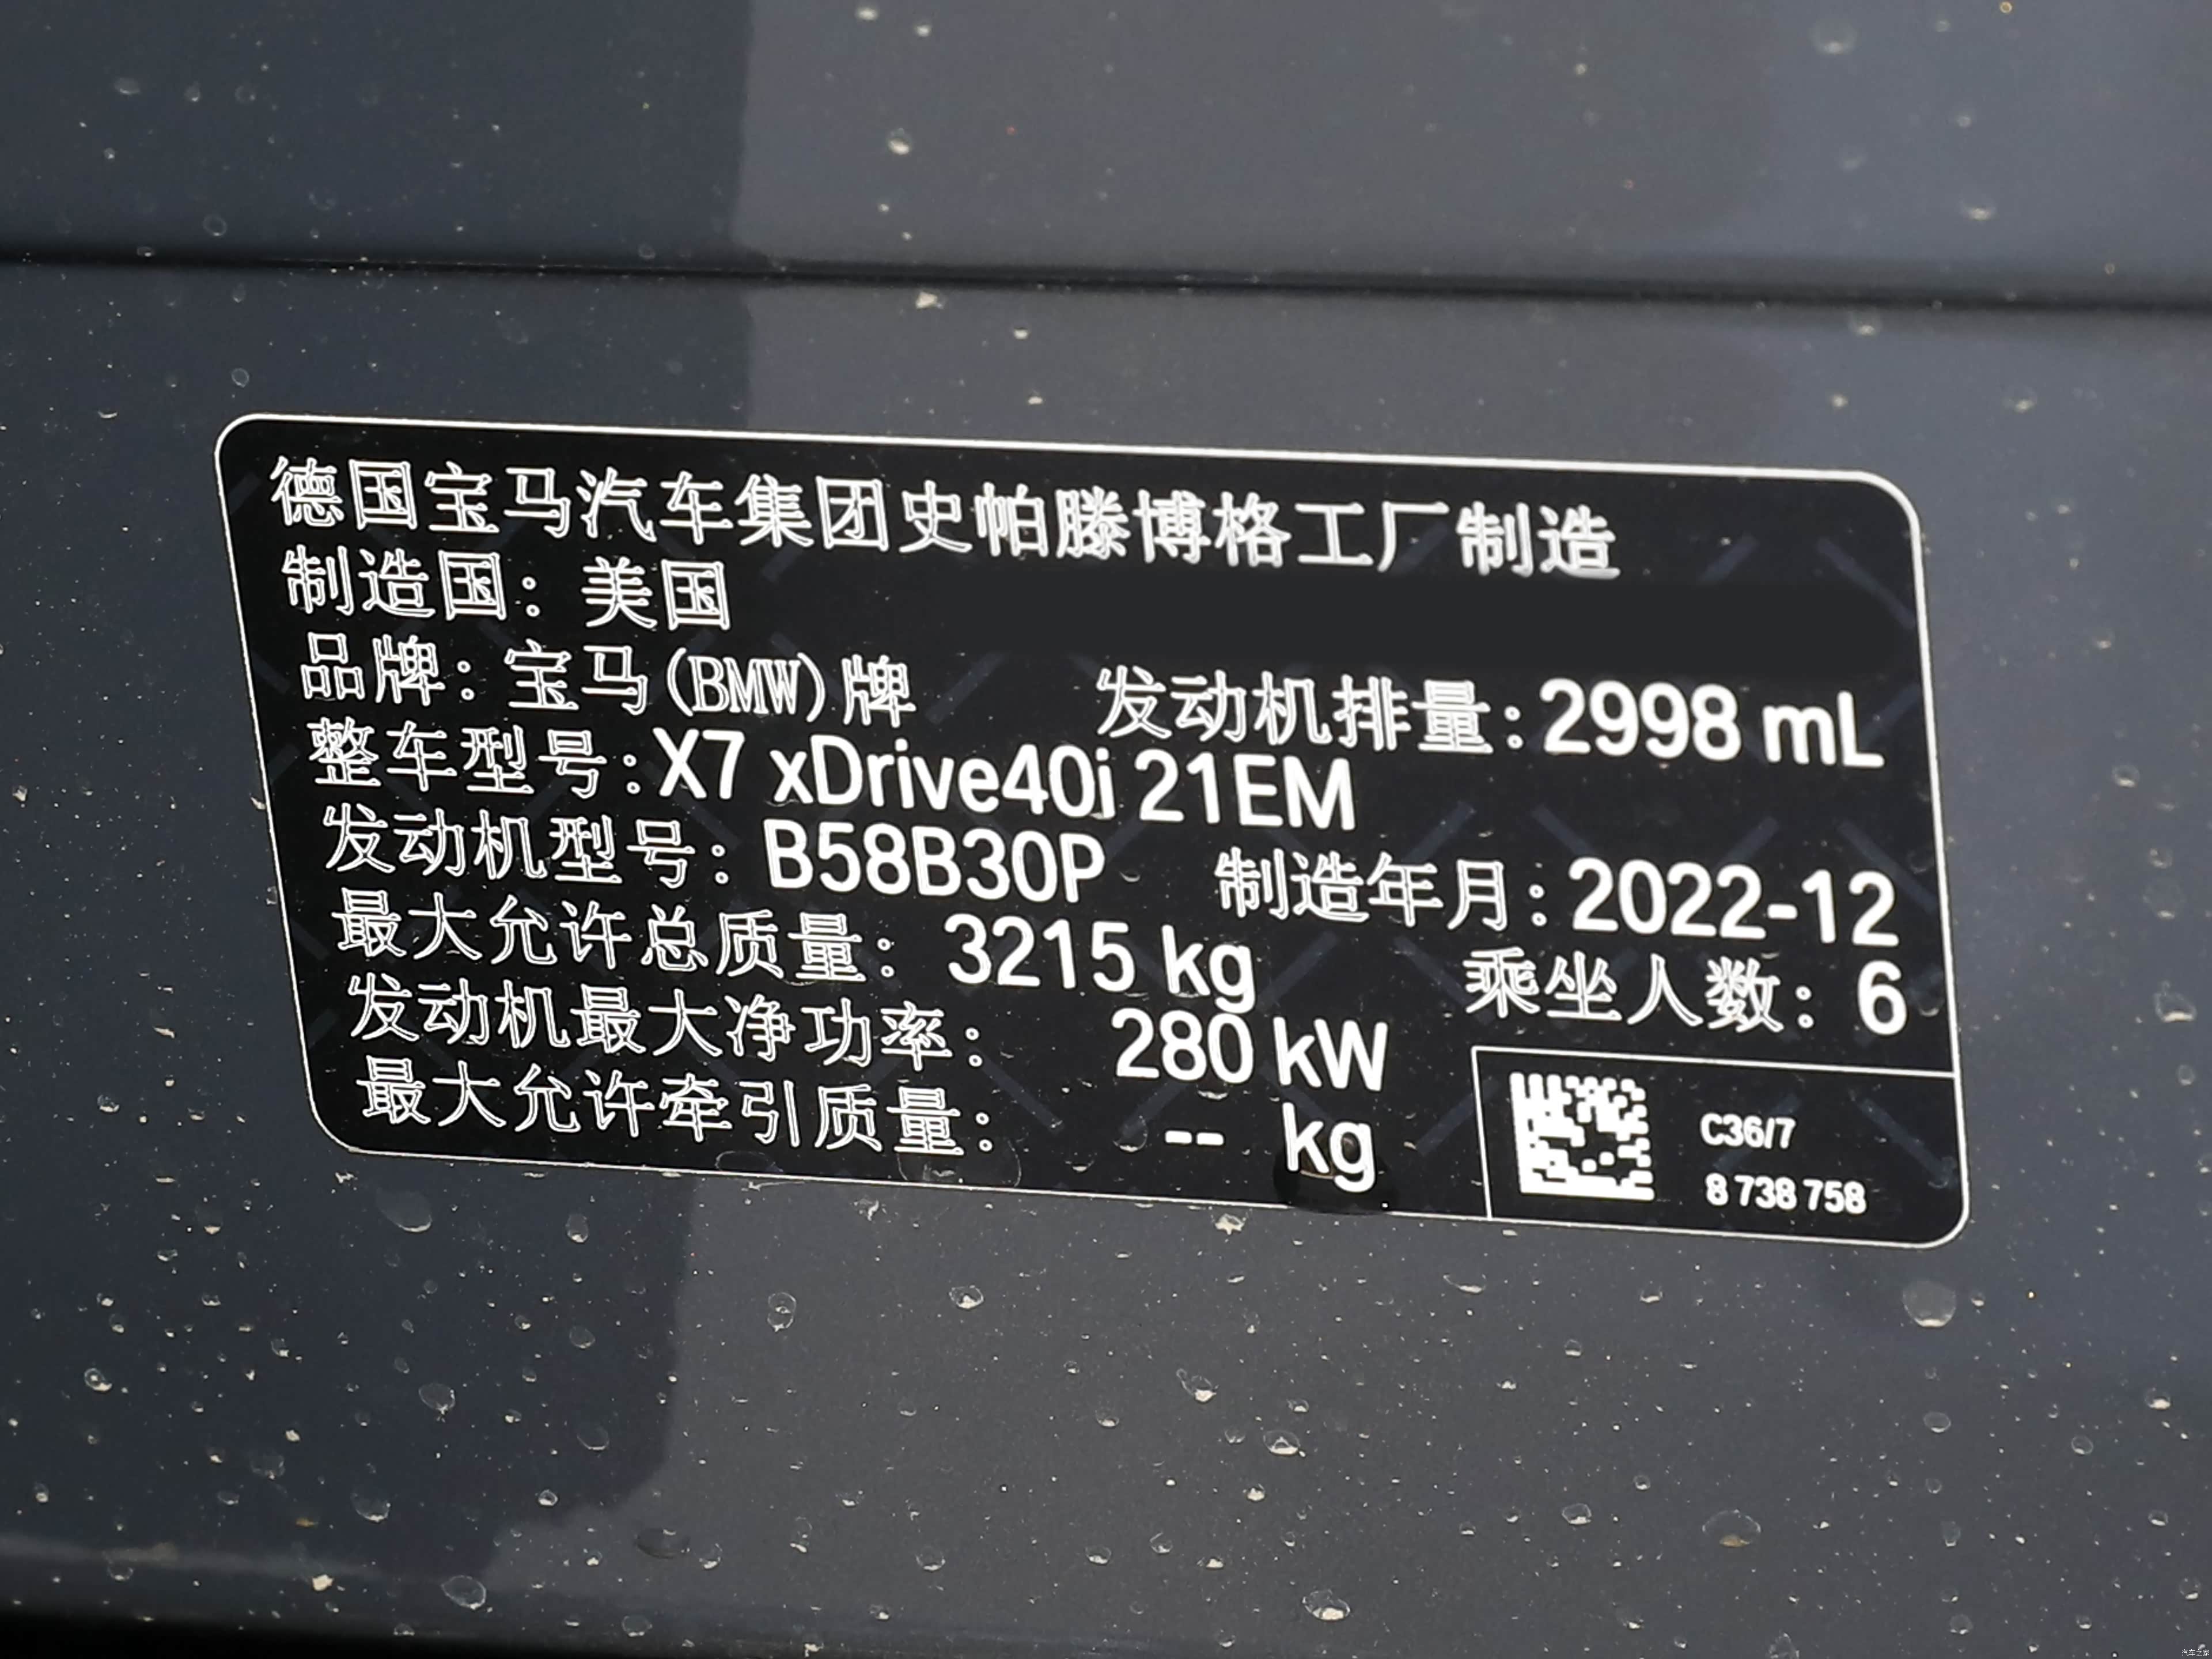 德国宝马汽车集团史帕滕博格工厂制造
制造国：美国
品牌：宝马(BMW)牌 发动机排量：2998 mL
整车型号：X7 xDrive40i 21EM
发动机型号：B58B30P 制造年月：2022-12
最大允许总质量：3215 kg 乘坐人数：6
发动机最大净功率：280 kW
最大允许牵引质量：-- kg
C36/7
8 738 758
汽车之家